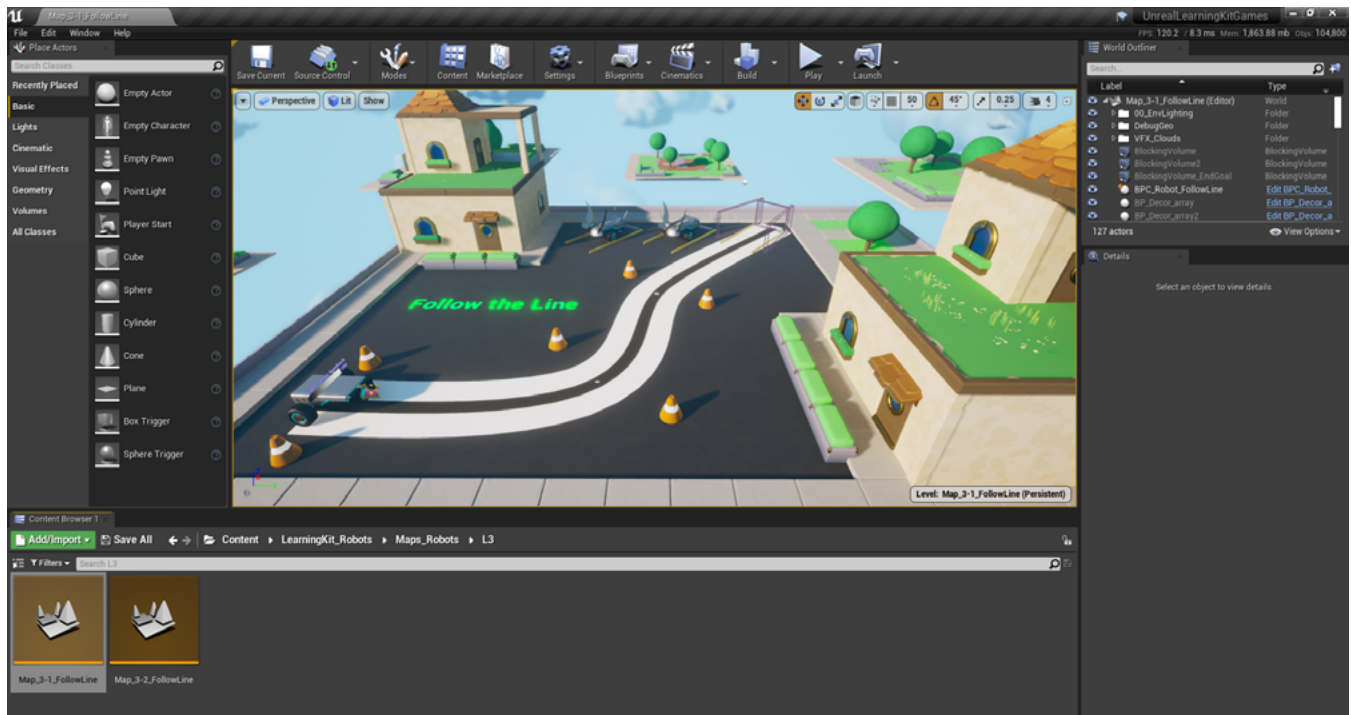 Map_3-1_FollowLine
UnrealLearningKitGames
File Edit Window Help
FPS: 120.2 / 8.3 ms Mem: 1,863.88 mb Objs: 104,800
Place Actors
Search Classes
Recently Placed
Basic
Lights
Cinematic
Visual Effects
Geometry
Volumes
All Classes
Empty Actor
Empty Character
Empty Pawn
Point Light
Player Start
Cube
Sphere
Cylinder
Cone
Plane
Box Trigger
Sphere Trigger
Save Current Source Control Modes Content Marketplace Settings Blueprints Cinematics Build Play Launch
Perspective Lit Show
50 45° 0.25 4
Follow the Line
Level: Map_3-1_FollowLine (Persistent)
World Outliner
Search...
Label Type
Map_3-1_FollowLine (Editor) World
00_EnvLighting Folder
DebugGeo Folder
VFX_Clouds Folder
BlockingVolume BlockingVolume
BlockingVolume2 BlockingVolume
BlockingVolume_EndGoal BlockingVolume
BPC_Robot_FollowLine Edit BPC_Robot_
BP_Decor_array Edit BP_Decor_a
BP_Decor_array2 Edit BP_Decor_a
127 actors View Options
Details
Select an object to view details
Content Browser 1
Add/Import Save All Content LearningKit_Robots Maps_Robots L3
Filters Search L3
Map_3-1_FollowLine Map_3-2_FollowLine